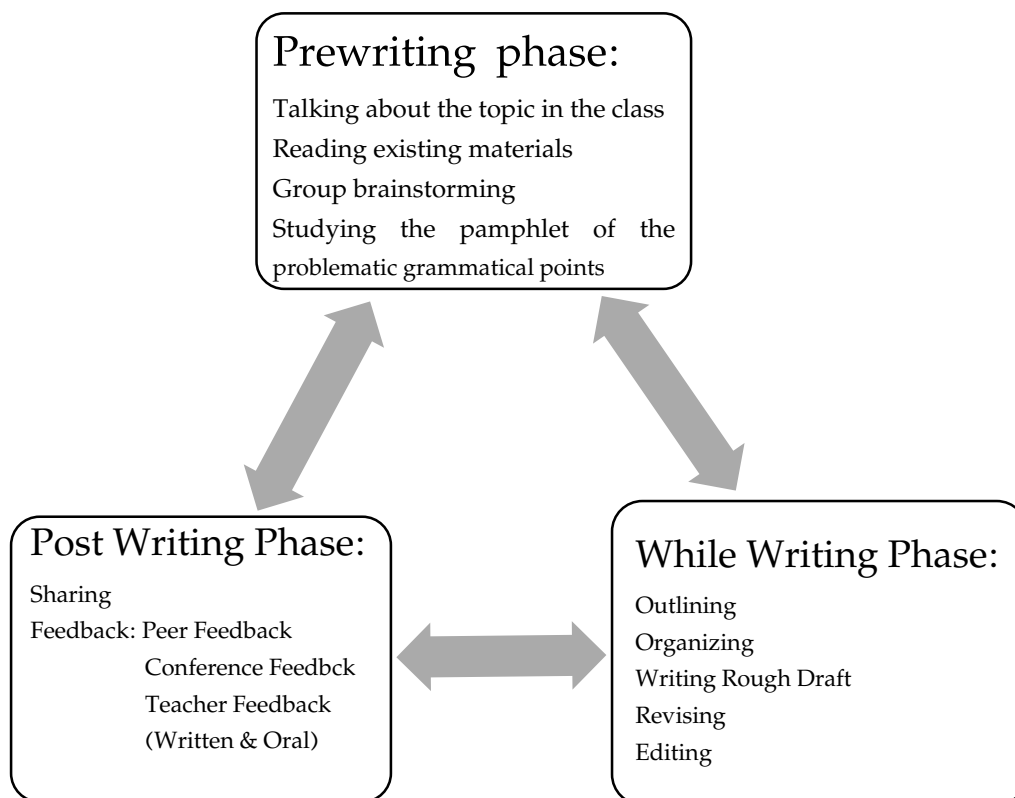 Prewriting phase:
Talking about the topic in the class
Reading existing materials
Group brainstorming
Studying the pamphlet of the
problematic grammatical points
Post Writing Phase:
Sharing
Feedback: Peer Feedback
Conference Feedbck
Teacher Feedback
(Written & Oral)
While Writing Phase:
Outlining
Organizing
Writing Rough Draft
Revising
Editing